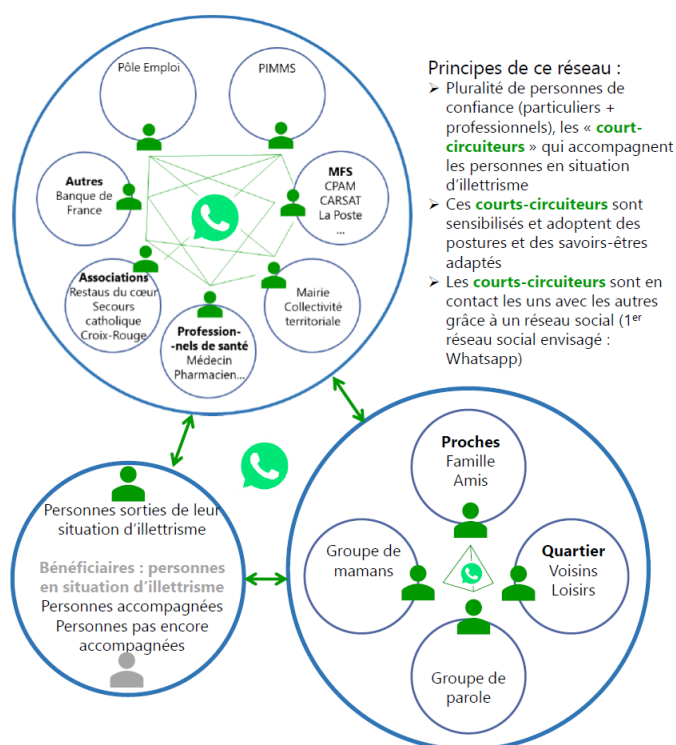 Pôle Emploi
PIMMS
Autres
Banque de
France
MFS
CPAM
CARSAT
La Poste
...
Associations
Restaus du cœur
Secours
catholique
Croix-Rouge
Profession-
-nels de santé
Médecin
Pharmacien...
Mairie
Collectivité
territoriale
Principes de ce réseau :
➢ Pluralité de personnes de
confiance (particuliers +
professionnels), les « court-
circuiteurs » qui accompagnent
les personnes en situation
d’illettrisme
➢ Ces courts-circuiteurs sont
sensibilisés et adoptent des
postures et des savoirs-êtres
adaptés
➢ Les courts-circuiteurs sont en
contact les uns avec les autres
grâce à un réseau social (1er
réseau social envisagé :
Whatsapp)
Personnes sorties de leur
situation d’illettrisme
Bénéficiaires : personnes
en situation d’illettrisme
Personnes accompagnées
Personnes pas encore
accompagnées
Proches
Famille
Amis
Groupe de
mamans
Quartier
Voisins
Loisirs
Groupe de
parole